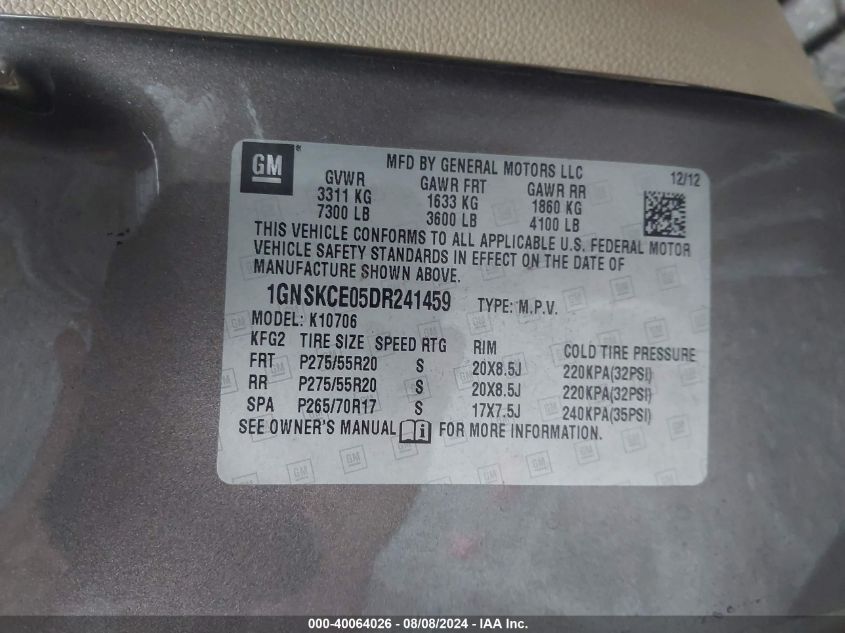 GM
MFD BY GENERAL MOTORS LLC
12/12
GVWR GAWR FRT GAWR RR
3311 KG 1633 KG 1860 KG
7300 LB 3600 LB 4100 LB
THIS VEHICLE CONFORMS TO ALL APPLICABLE U.S. FEDERAL MOTOR
VEHICLE SAFETY STANDARDS IN EFFECT ON THE DATE OF
MANUFACTURE SHOWN ABOVE.
1GNSKCE05DR241459 TYPE: M.P.V.
MODEL: K10706
KFG2 TIRE SIZE SPEED RTG RIM COLD TIRE PRESSURE
FRT P275/55R20 S 20X8.5J 220KPA(32PSI)
RR P275/55R20 S 20X8.5J 220KPA(32PSI)
SPA P265/70R17 S 17X7.5J 240KPA(35PSI)
SEE OWNER'S MANUAL FOR MORE INFORMATION.
000-40064026 - 08/08/2024 - IAA Inc.